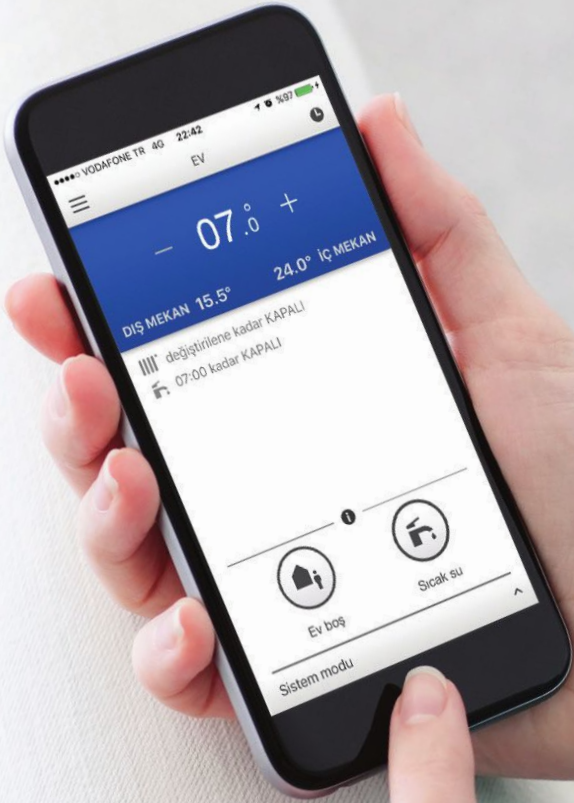 VODAFONE TR 4G 22:42 %97
EV
− 07.0° +
DIŞ MEKAN 15.5° 24.0° İÇ MEKAN
değiştirilene kadar KAPALI
07:00 kadar KAPALI
i
Ev boş Sıcak su
Sistem modu